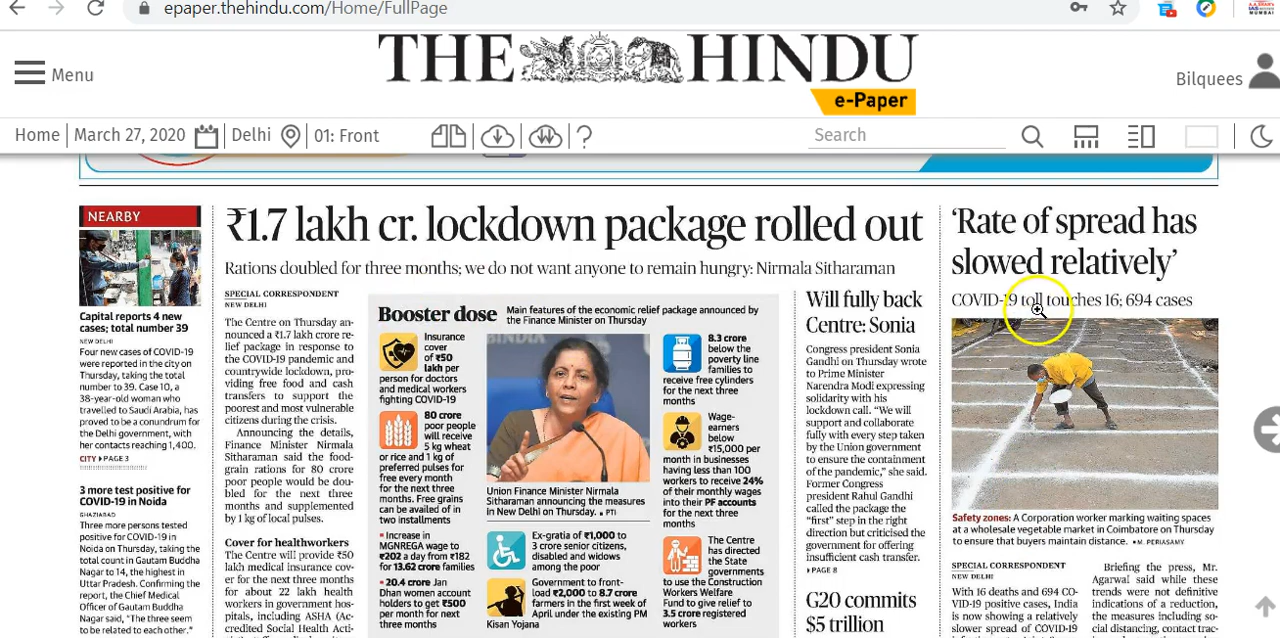 epaper.thehindu.com/Home/FullPage
THE HINDU
e-Paper
Menu
Bilquees
Home March 27, 2020 Delhi 01: Front
?
Search
NEARBY
Capital reports 4 new
cases; total number 39
NEW DELHI
Four new cases of COVID-19
were reported in the city on
Thursday, taking the total
number to 39. Case 10, a
38-year-old woman who
travelled to Saudi Arabia, has
proved to be a conundrum for
the Delhi government, with
her contacts reaching 1,400.
CITY ▶PAGE 3
3 more test positive for
COVID-19 in Noida
GHAZIABAD
Three more persons tested
positive for COVID-19 in
Noida on Thursday, taking the
total count in Gautam Buddha
Nagar to 14, the highest in
Uttar Pradesh. Confirming the
report, the Chief Medical
Officer of Gautam Buddha
Nagar said, “The three seem
to be related to each other.”
₹1.7 lakh cr. lockdown package rolled out
Rations doubled for three months; we do not want anyone to remain hungry: Nirmala Sitharaman
SPECIAL CORRESPONDENT
NEW DELHI
The Centre on Thursday an-
nounced a ₹1.7 lakh crore re-
lief package in response to
the COVID-19 pandemic and
countrywide lockdown, pro-
viding free food and cash
transfers to support the
poorest and most vulnerable
citizens during the crisis.
Announcing the details,
Finance Minister Nirmala
Sitharaman said the food-
grain rations for 80 crore
poor people would be dou-
bled for the next three
months and supplemented
by 1 kg of local pulses.
Cover for healthworkers
The Centre will provide ₹50
lakh medical insurance cov-
er for the next three months
for about 22 lakh health
workers in government hos-
pitals, including ASHA (Ac-
credited Social Health Acti-
Booster dose
Main features of the economic relief package announced by
the Finance Minister on Thursday
Insurance
cover
of ₹50
lakh per
person for doctors
and medical workers
fighting COVID-19
80 crore
poor people
will receive
5 kg wheat
or rice and 1 kg of
preferred pulses for
free every month
for the next three
months. Free grains
can be availed of in
two installments
▪ Increase in
MGNREGA wage to
₹202 a day from ₹182
for 13.62 crore families
▪ 20.4 crore Jan
Dhan women account
holders to get ₹500
per month for next
three months
Union Finance Minister Nirmala
Sitharaman announcing the measures
in New Delhi on Thursday. ▪ PTI
Ex-gratia of ₹1,000 to
3 crore senior citizens,
disabled and widows
among the poor
Government to front-
load ₹2,000 to 8.7 crore
farmers in the first week of
April under the existing PM
Kisan Yojana
8.3 crore
below the
poverty line
families to
receive free cylinders
for the next three
months
Wage-
earners
below
₹15,000 per
month in businesses
having less than 100
workers to receive 24%
of their monthly wages
into their PF accounts
for the next three
months
The Centre
has directed
the State
governments
to use the Construction
Workers Welfare
Fund to give relief to
3.5 crore registered
workers
Will fully back
Centre: Sonia
Congress president Sonia
Gandhi on Thursday wrote
to Prime Minister
Narendra Modi expressing
solidarity with his
lockdown call. “We will
support and collaborate
fully with every step taken
by the Union government
to ensure the containment
of the pandemic,” she said.
Former Congress
president Rahul Gandhi
called the package the
“first” step in the right
direction but criticised the
government for offering
insufficient cash transfer.
▶PAGE 8
G20 commits
$5 trillion
‘Rate of spread has
slowed relatively’
COVID-19 toll touches 16; 694 cases
Safety zones: A Corporation worker marking waiting spaces
at a wholesale vegetable market in Coimbatore on Thursday
to ensure that buyers maintain distance. ▪M. PERIASAMY
SPECIAL CORRESPONDENT
NEW DELHI
With 16 deaths and 694 CO-
VID-19 positive cases, India
is now showing a relatively
slower spread of COVID-19
Briefing the press, Mr.
Agarwal said while these
trends were not definitive
indications of a reduction,
the measures including so-
cial distancing, contact trac-